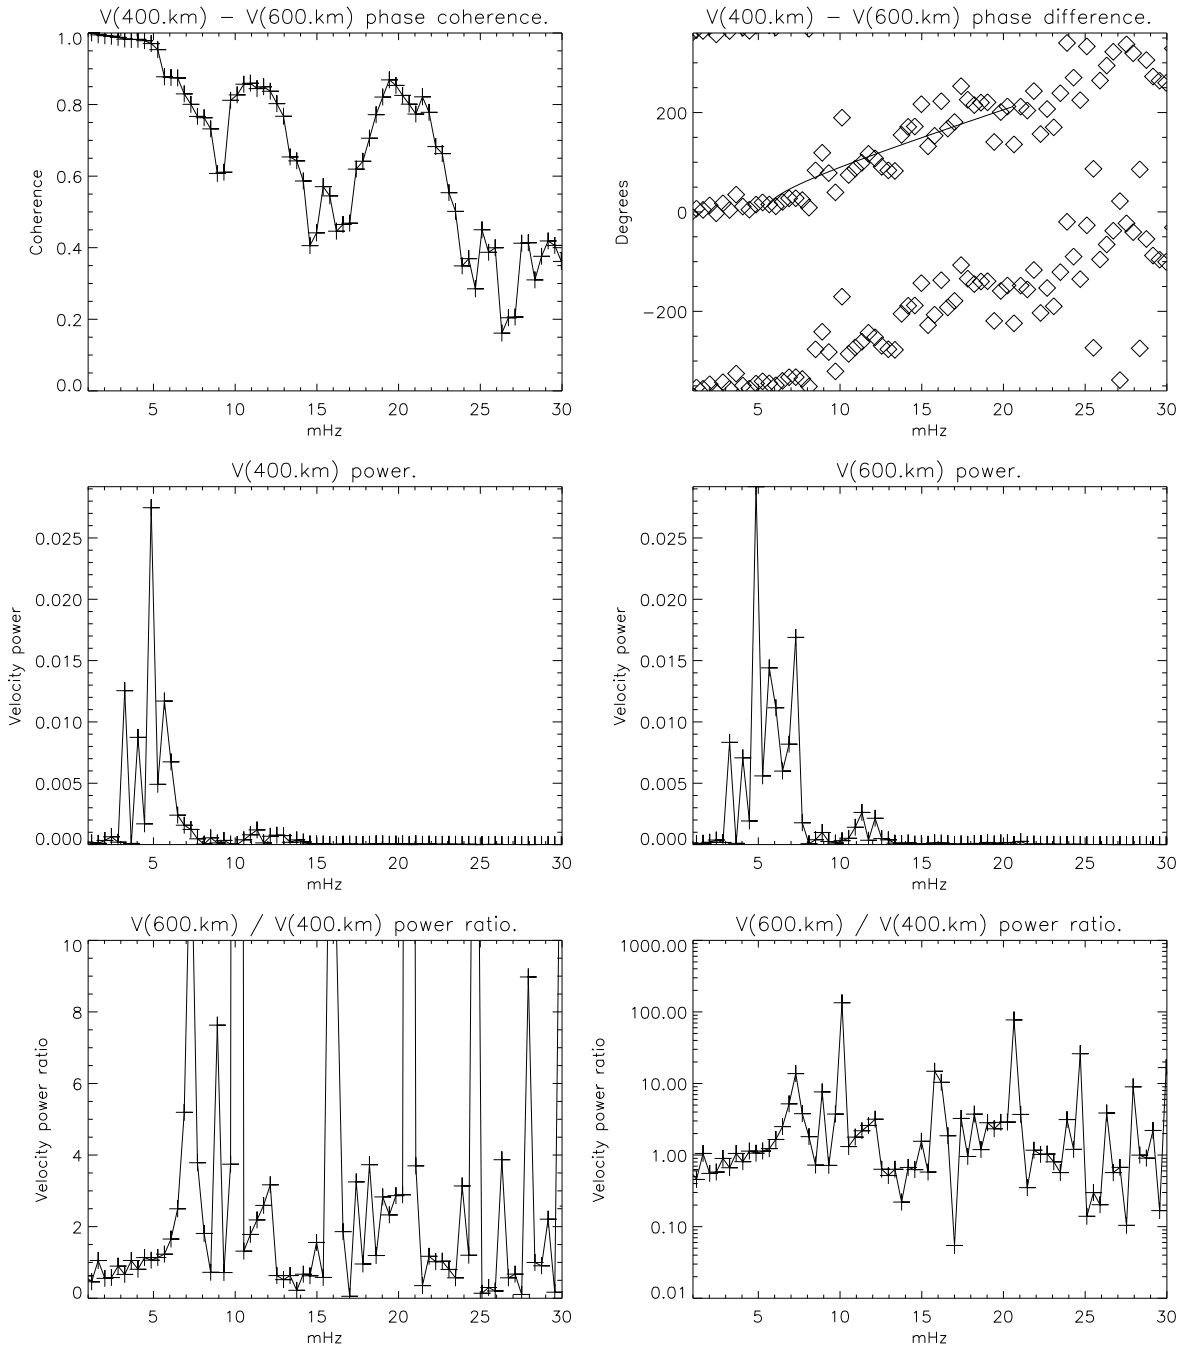 V(400.km) − V(600.km) phase coherence.
1.0
0.8
0.6
0.4
0.2
0.0
Coherence
5 10 15 20 25 30
mHz
V(400.km) − V(600.km) phase difference.
200
0
−200
Degrees
5 10 15 20 25 30
mHz
V(400.km) power.
0.025
0.020
0.015
0.010
0.005
0.000
Velocity power
5 10 15 20 25 30
mHz
V(600.km) power.
0.025
0.020
0.015
0.010
0.005
0.000
Velocity power
5 10 15 20 25 30
mHz
V(600.km) / V(400.km) power ratio.
10
8
6
4
2
0
Velocity power ratio
5 10 15 20 25 30
mHz
V(600.km) / V(400.km) power ratio.
1000.00
100.00
10.00
1.00
0.10
0.01
Velocity power ratio
5 10 15 20 25 30
mHz